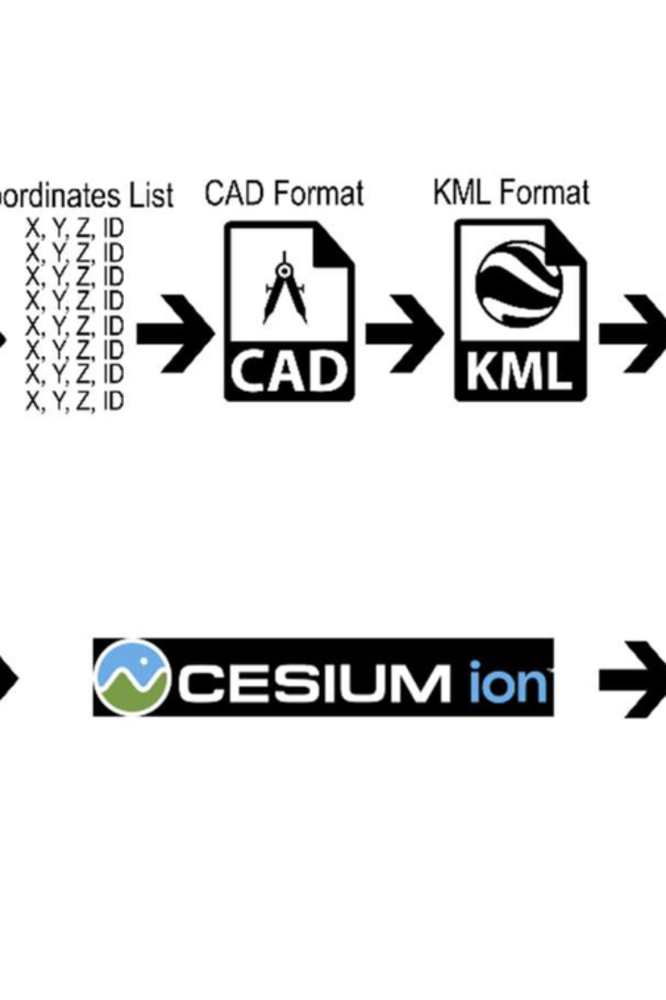 oordinates List
X, Y, Z, ID
X, Y, Z, ID
X, Y, Z, ID
X, Y, Z, ID
X, Y, Z, ID
X, Y, Z, ID
X, Y, Z, ID
X, Y, Z, ID
CAD Format
CAD
KML Format
KML
CESIUM ion